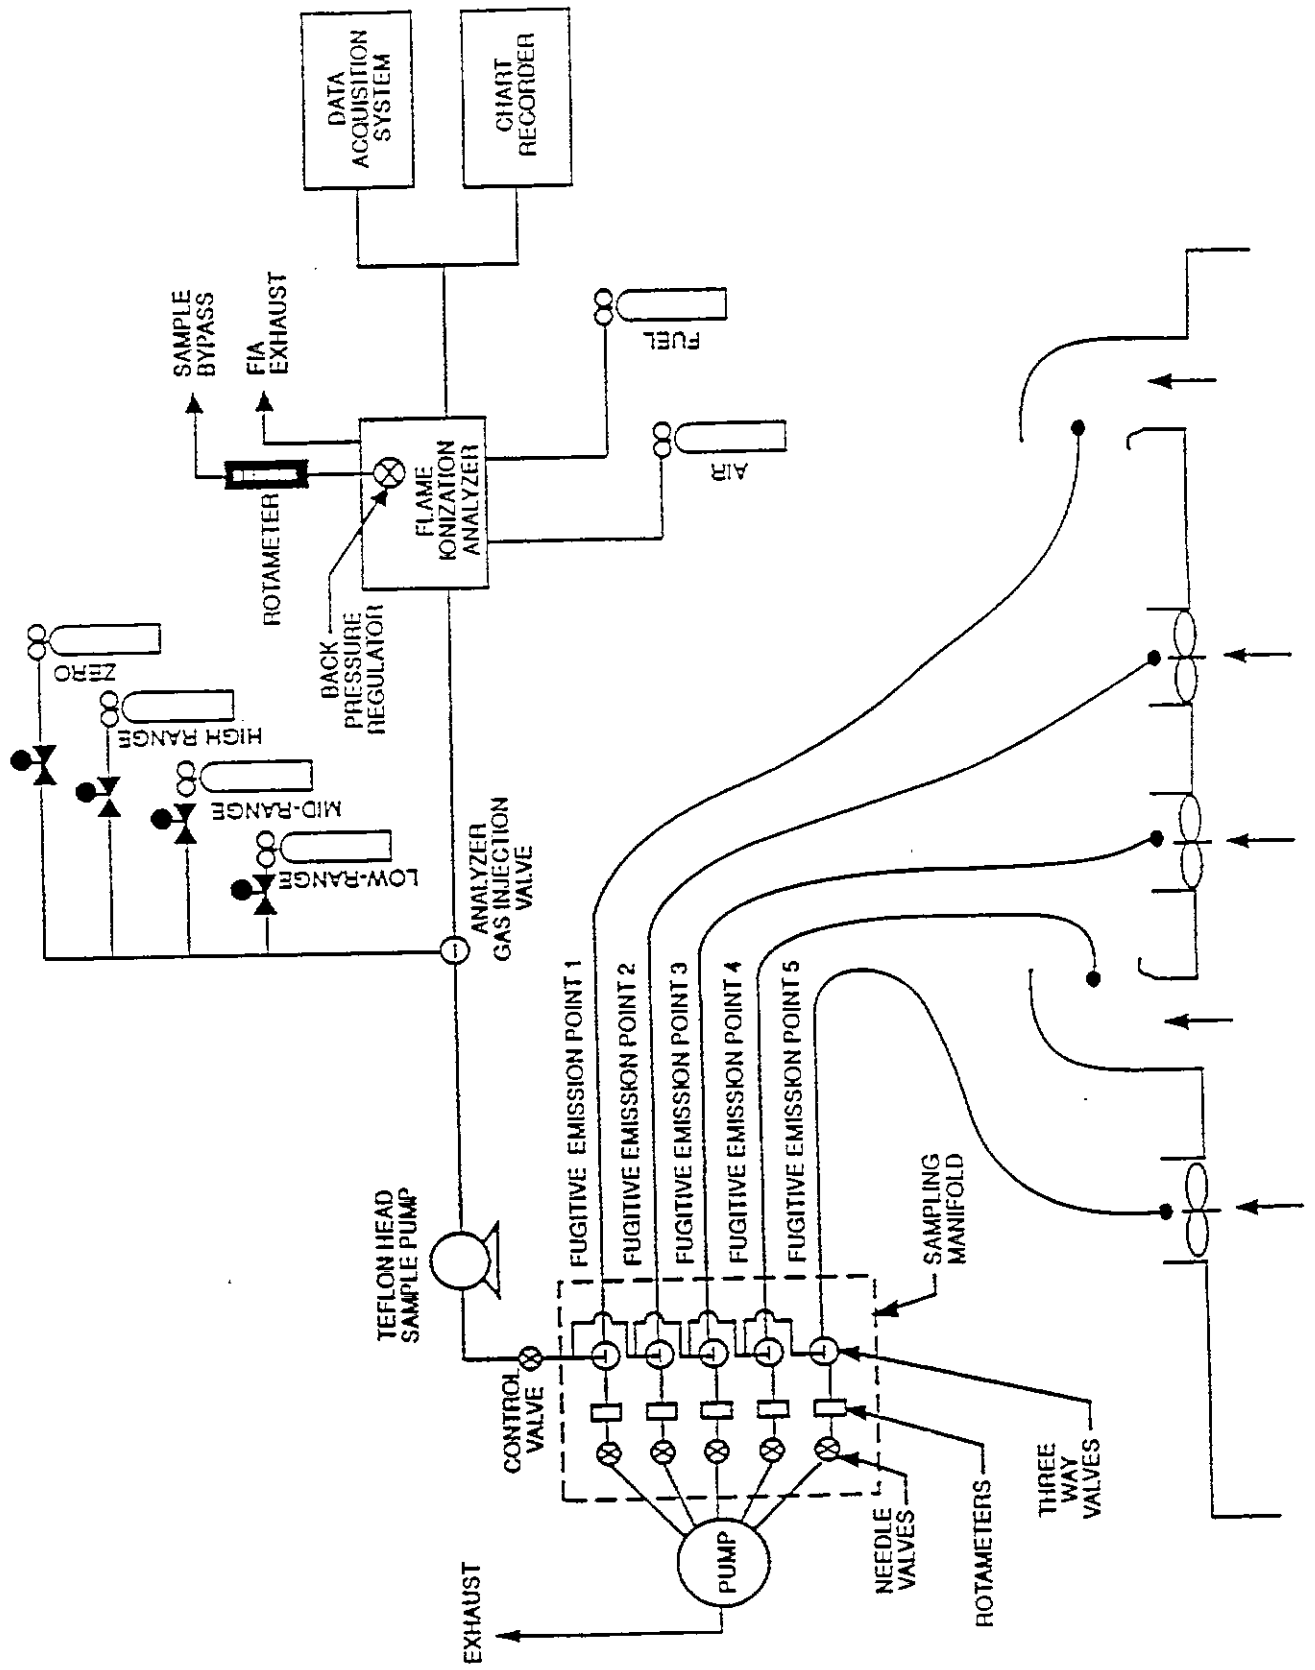 EXHAUST
PUMP
NEEDLE
VALVES
ROTAMETERS
THREE
WAY
VALVES
CONTROL
VALVE
TEFLON HEAD
SAMPLE PUMP
SAMPLING
MANIFOLD
FUGITIVE EMISSION POINT 1
FUGITIVE EMISSION POINT 2
FUGITIVE EMISSION POINT 3
FUGITIVE EMISSION POINT 4
FUGITIVE EMISSION POINT 5
ANALYZER
GAS INJECTION
VALVE
LOW-RANGE
MID-RANGE
HIGH RANGE
ZERO
BACK
PRESSURE
REGULATOR
ROTAMETER
SAMPLE
BYPASS
FIA
EXHAUST
FLAME
IONIZATION
ANALYZER
AIR
FUEL
DATA
ACQUISITION
SYSTEM
CHART
RECORDER